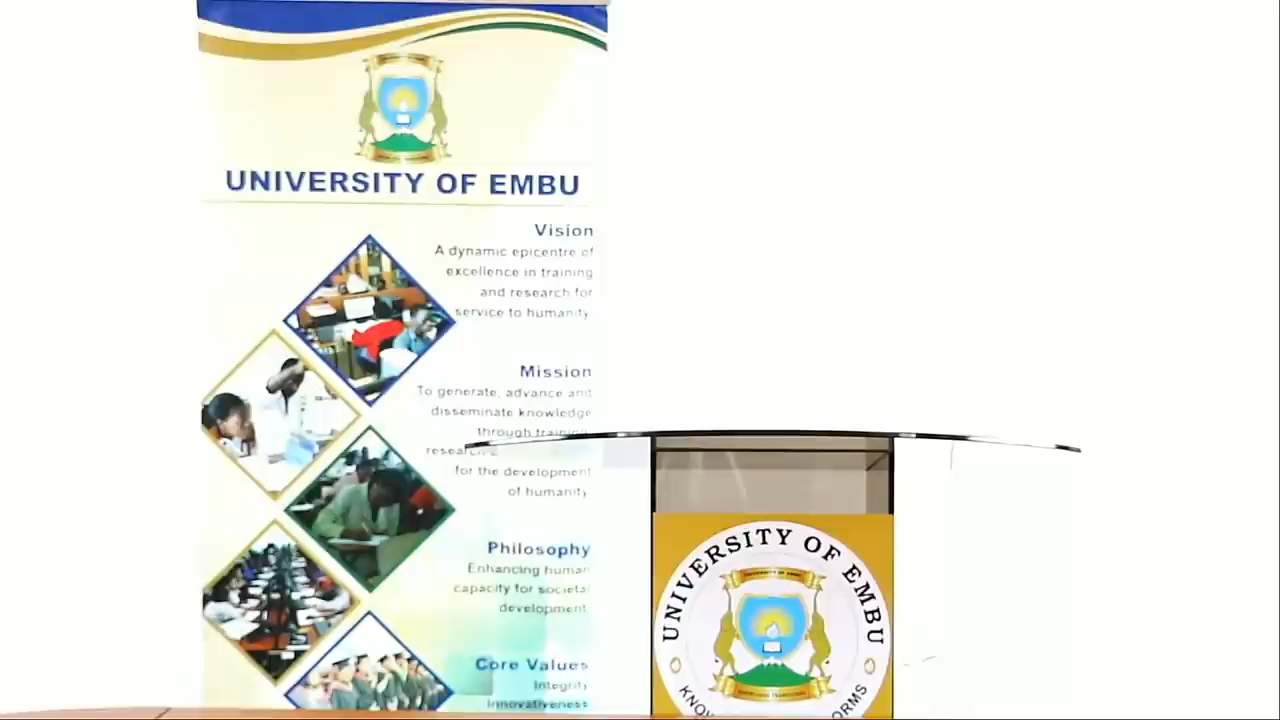 UNIVERSITY OF EMBU
Vision
A dynamic epicentre of
excellence in training
and research for
service to humanity.
Mission
To generate, advance and
disseminate knowledge
through training,
for the development
of humanity
Philosophy
Enhancing human
capacity for societal
development
Core Values
Integrity
Innovativeness
UNIVERSITY OF EMBU